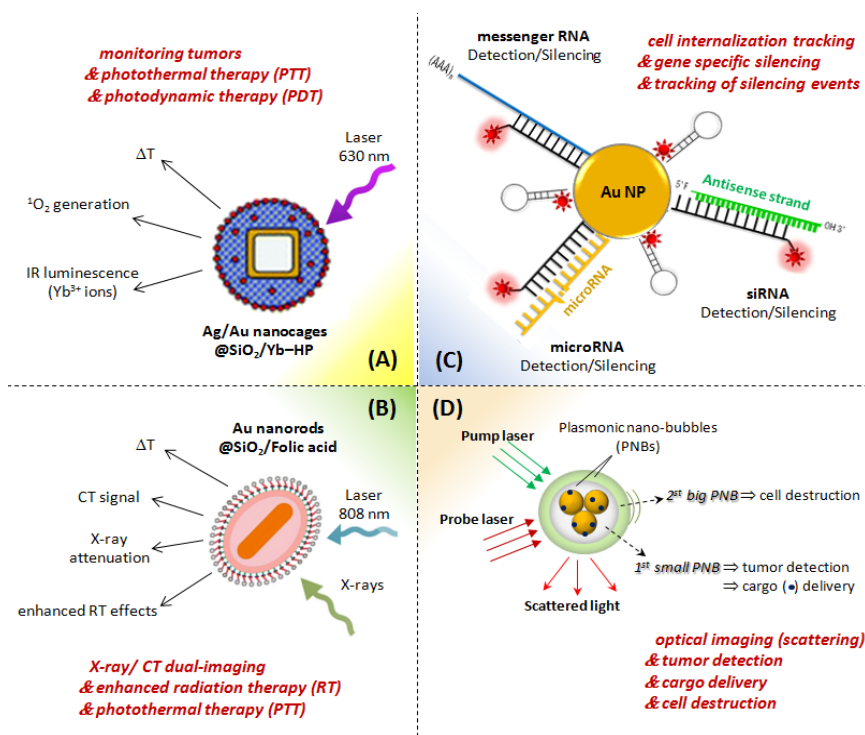 monitoring tumors
& photothermal therapy (PTT)
& photodynamic therapy (PDT)
Laser
630 nm
ΔT
¹O₂ generation
IR luminescence
(Yb³⁺ ions)
Ag/Au nanocages
@SiO₂/Yb–HP
(A)
messenger RNA
Detection/Silencing
cell internalization tracking
& gene specific silencing
& tracking of silencing events
(AAA)n
Au NP
5'F
Antisense strand
OH 3'
microRNA
siRNA
Detection/Silencing
microRNA
Detection/Silencing
(C)
(B)
Au nanorods
@SiO₂/Folic acid
ΔT
CT signal
X-ray
attenuation
enhanced RT effects
Laser
808 nm
X-rays
X-ray/ CT dual-imaging
& enhanced radiation therapy (RT)
& photothermal therapy (PTT)
(D)
Plasmonic nano-bubbles
(PNBs)
Pump laser
Probe laser
2st big PNB ⇒ cell destruction
1st small PNB ⇒ tumor detection
⇒ cargo (•) delivery
Scattered light
optical imaging (scattering)
& tumor detection
& cargo delivery
& cell destruction